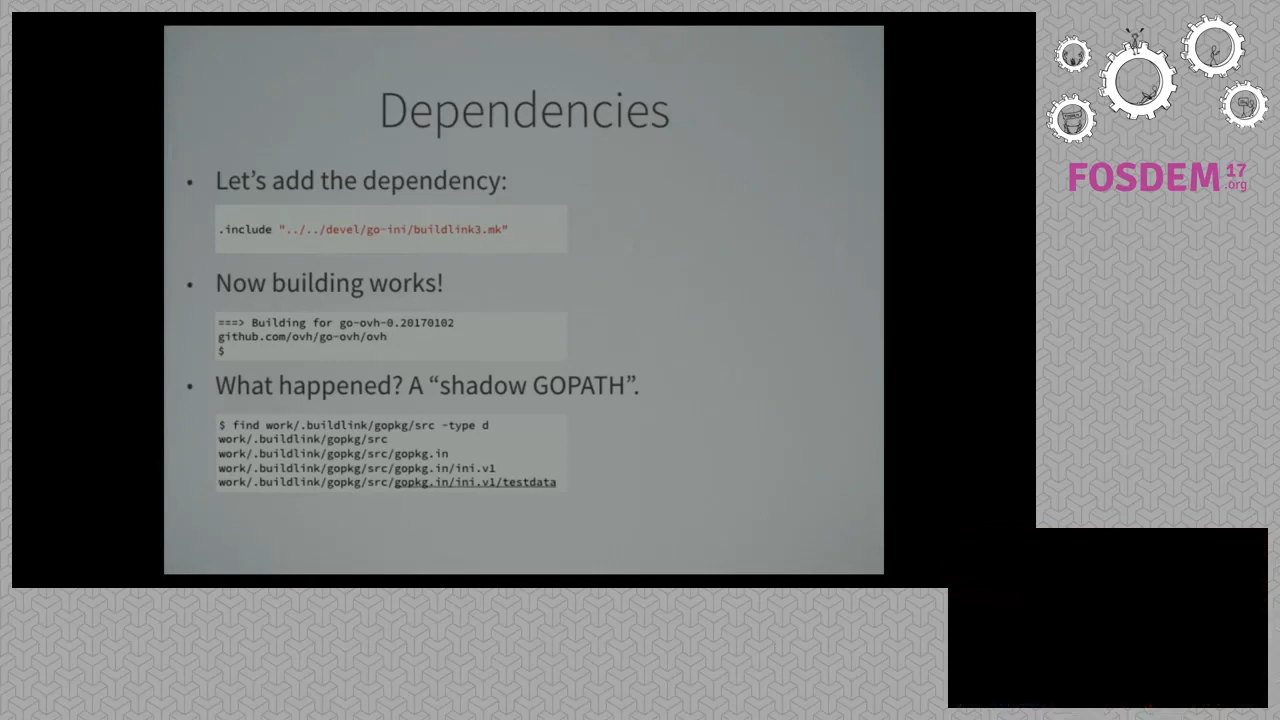 Dependencies
• Let’s add the dependency:
.include "../../devel/go-ini/buildlink3.mk"
• Now building works!
===> Building for go-ovh-0.20170102
github.com/ovh/go-ovh/ovh
$
• What happened? A “shadow GOPATH”.
$ find work/.buildlink/gopkg/src -type d
work/.buildlink/gopkg/src
work/.buildlink/gopkg/src/gopkg.in
work/.buildlink/gopkg/src/gopkg.in/ini.v1
work/.buildlink/gopkg/src/gopkg.in/ini.v1/testdata
FOSDEM 17
.org